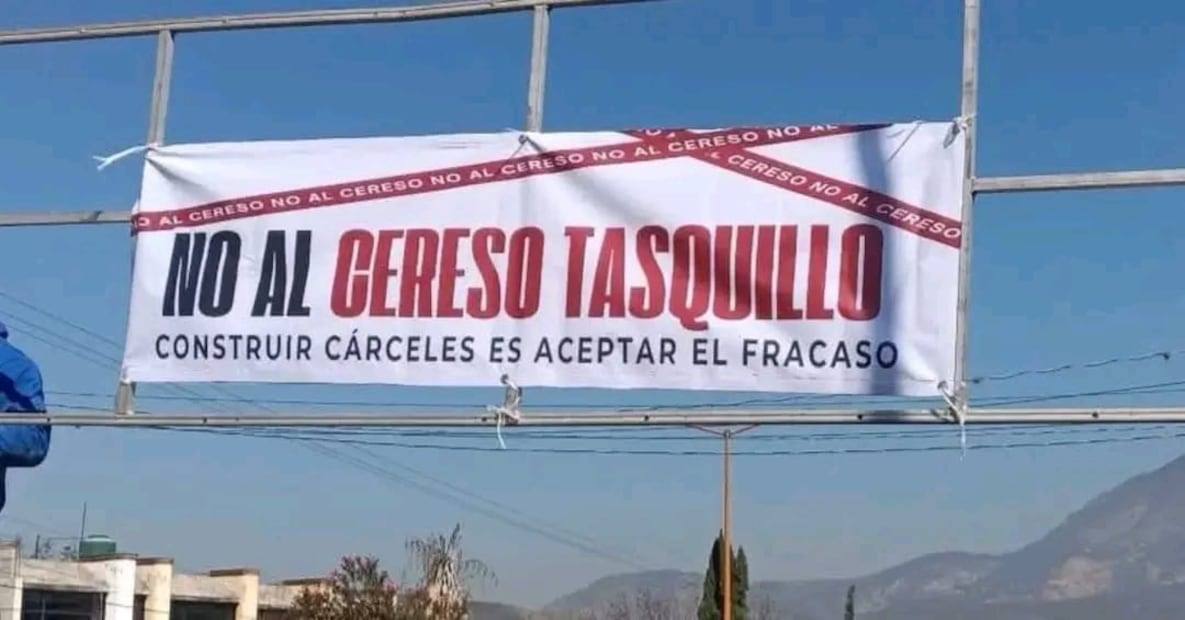 O AL CERESO NO AL CERESO NO AL CERESO NO AL CERESO NO AL
CERESO NO AL CERESO
NO AL CERESO TASQUILLO
CONSTRUIR CÁRCELES ES ACEPTAR EL FRACASO